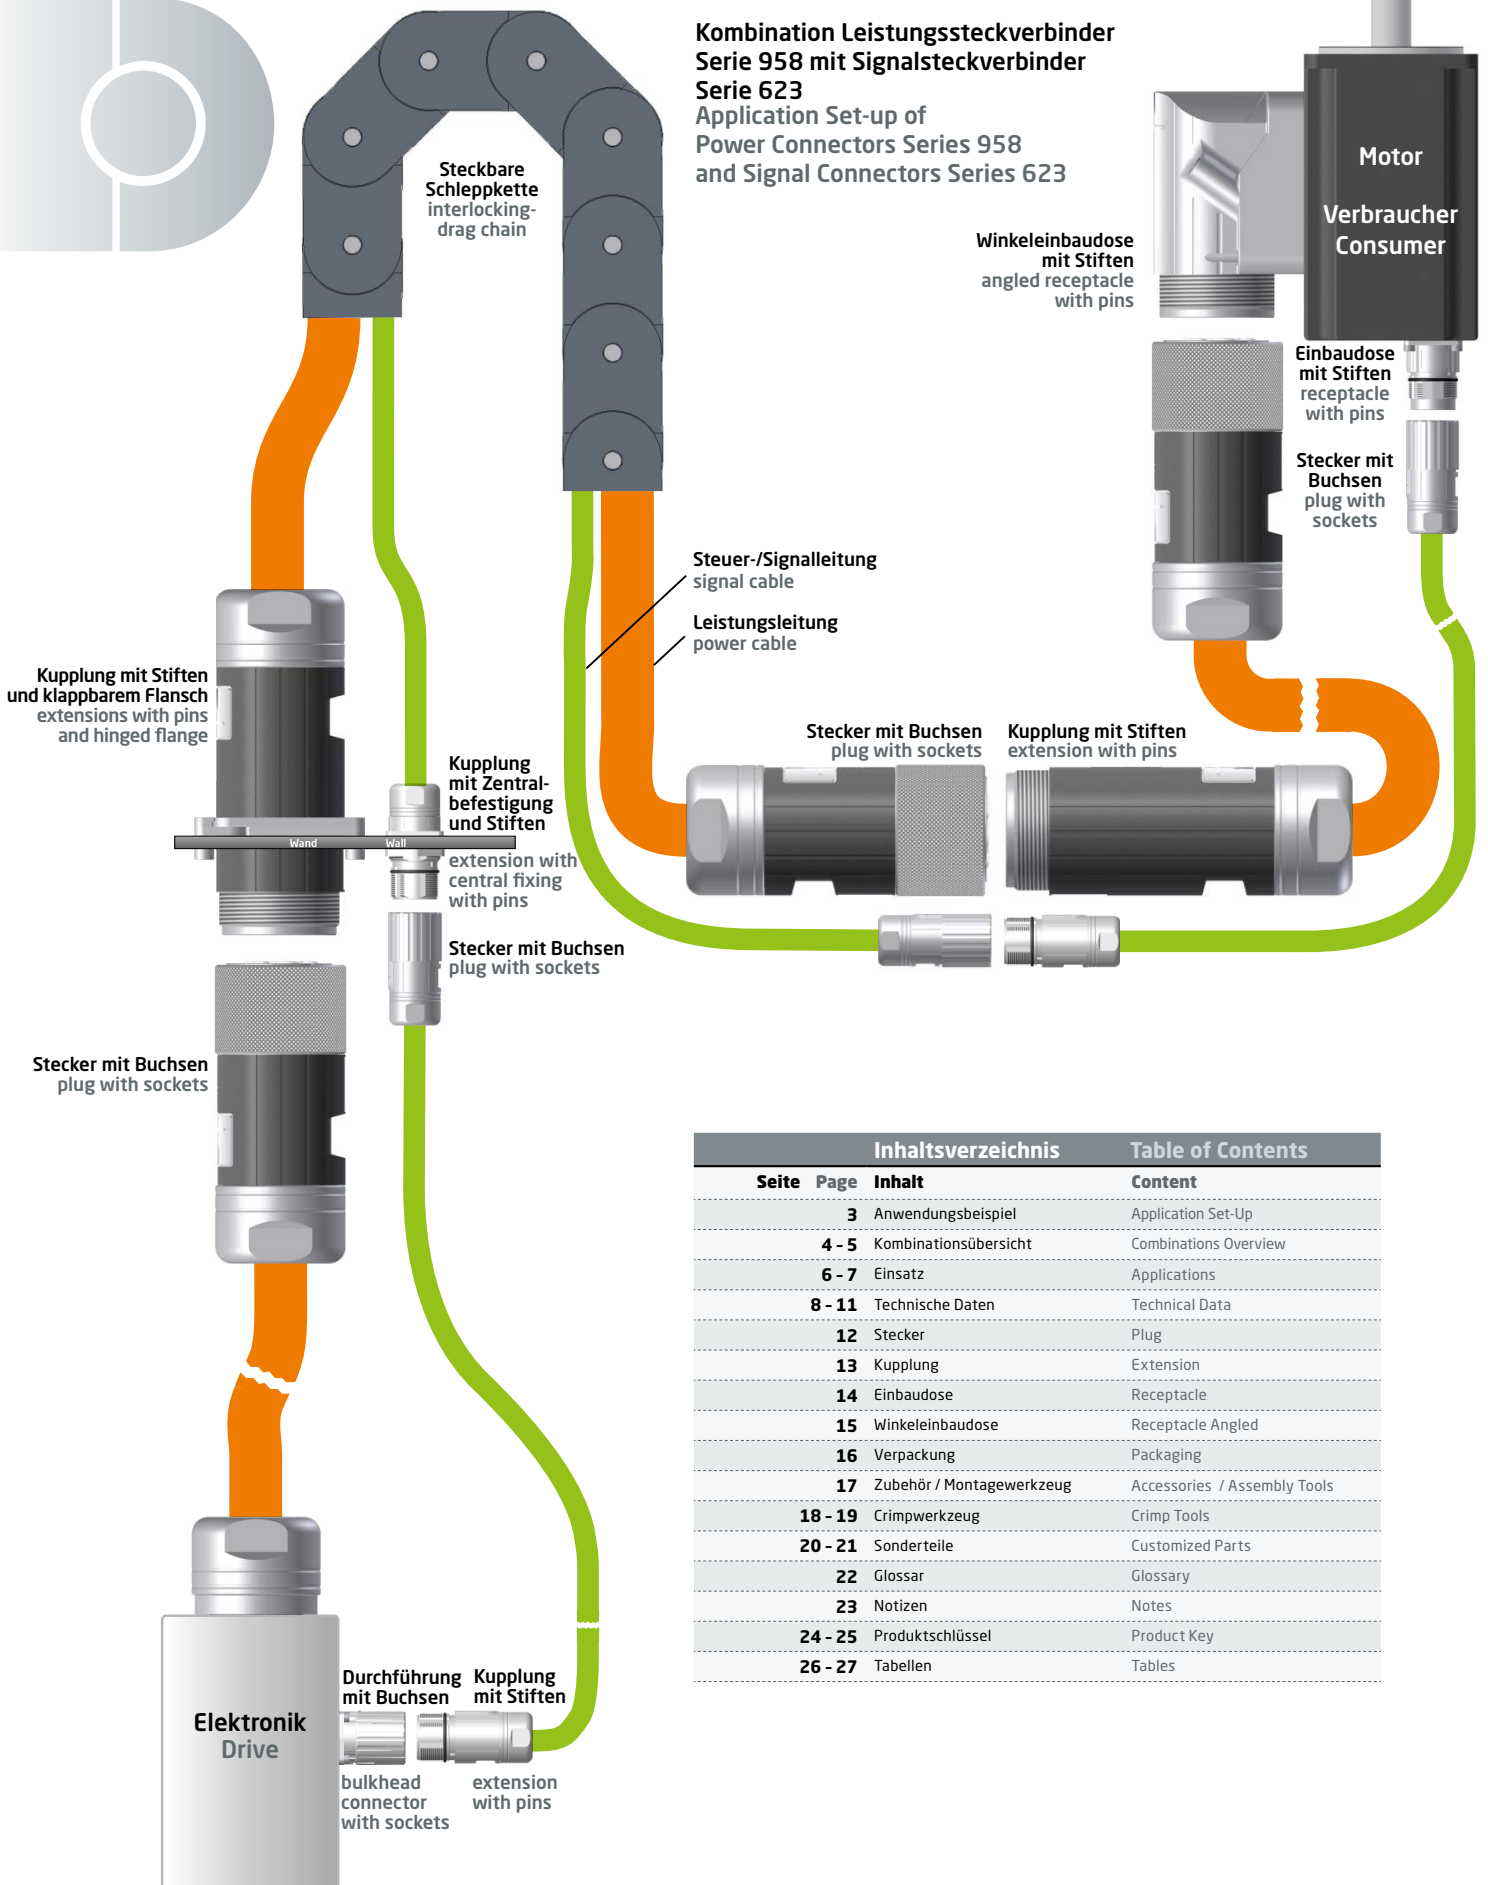 Kombination Leistungssteckverbinder
Serie 958 mit Signalsteckverbinder
Serie 623
Application Set-up of
Power Connectors Series 958
and Signal Connectors Series 623
Steckbare
Schleppkette
interlocking-
drag chain
Motor
Verbraucher
Consumer
Winkeleinbaudose
mit Stiften
angled receptacle
with pins
Einbaudose
mit Stiften
receptacle
with pins
Stecker mit
Buchsen
plug with
sockets
Steuer-/Signalleitung
signal cable
Leistungsleitung
power cable
Kupplung mit Stiften
und klappbarem Flansch
extensions with pins
and hinged flange
Stecker mit Buchsen
plug with sockets
Kupplung mit Stiften
extension with pins
Kupplung
mit Zentral-
befestigung
und Stiften
Wand
Wall
extension with
central fixing
with pins
Stecker mit Buchsen
plug with sockets
Stecker mit Buchsen
plug with sockets
Inhaltsverzeichnis Table of Contents
Seite Page Inhalt Content
3 Anwendungsbeispiel Application Set-Up
4 – 5 Kombinationsübersicht Combinations Overview
6 – 7 Einsatz Applications
8 – 11 Technische Daten Technical Data
12 Stecker Plug
13 Kupplung Extension
14 Einbaudose Receptacle
15 Winkeleinbaudose Receptacle Angled
16 Verpackung Packaging
17 Zubehör / Montagewerkzeug Accessories / Assembly Tools
18 – 19 Crimpwerkzeug Crimp Tools
20 – 21 Sonderteile Customized Parts
22 Glossar Glossary
23 Notizen Notes
24 – 25 Produktschlüssel Product Key
26 – 27 Tabellen Tables
Durchführung
mit Buchsen
Kupplung
mit Stiften
Elektronik
Drive
bulkhead
connector
with sockets
extension
with pins